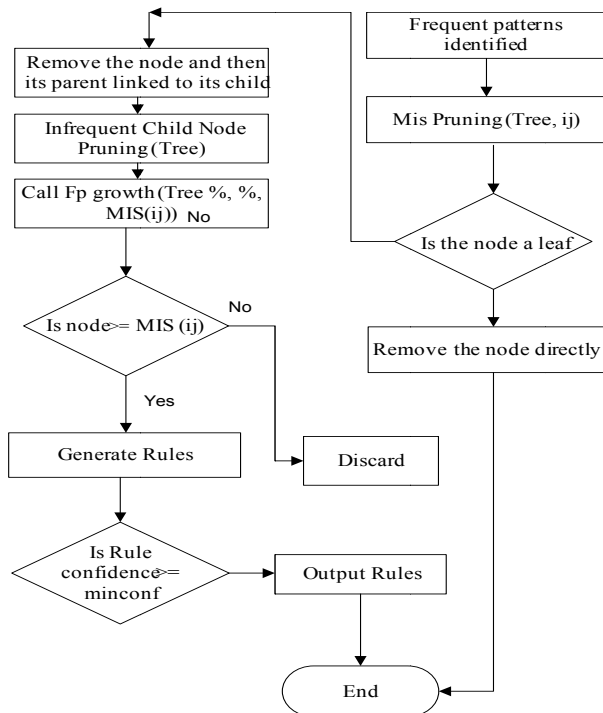 Frequent patterns
identified
Mis Pruning (Tree, ij)
Is the node a leaf
Remove the node directly
Remove the node and then
its parent linked to its child
Infrequent Child Node
Pruning (Tree)
Call Fp growth (Tree %, %,
MIS(ij))
No
Is node>= MIS (ij)
No
Yes
Generate Rules
Discard
Is Rule
confidence>=
minconf
Output Rules
End